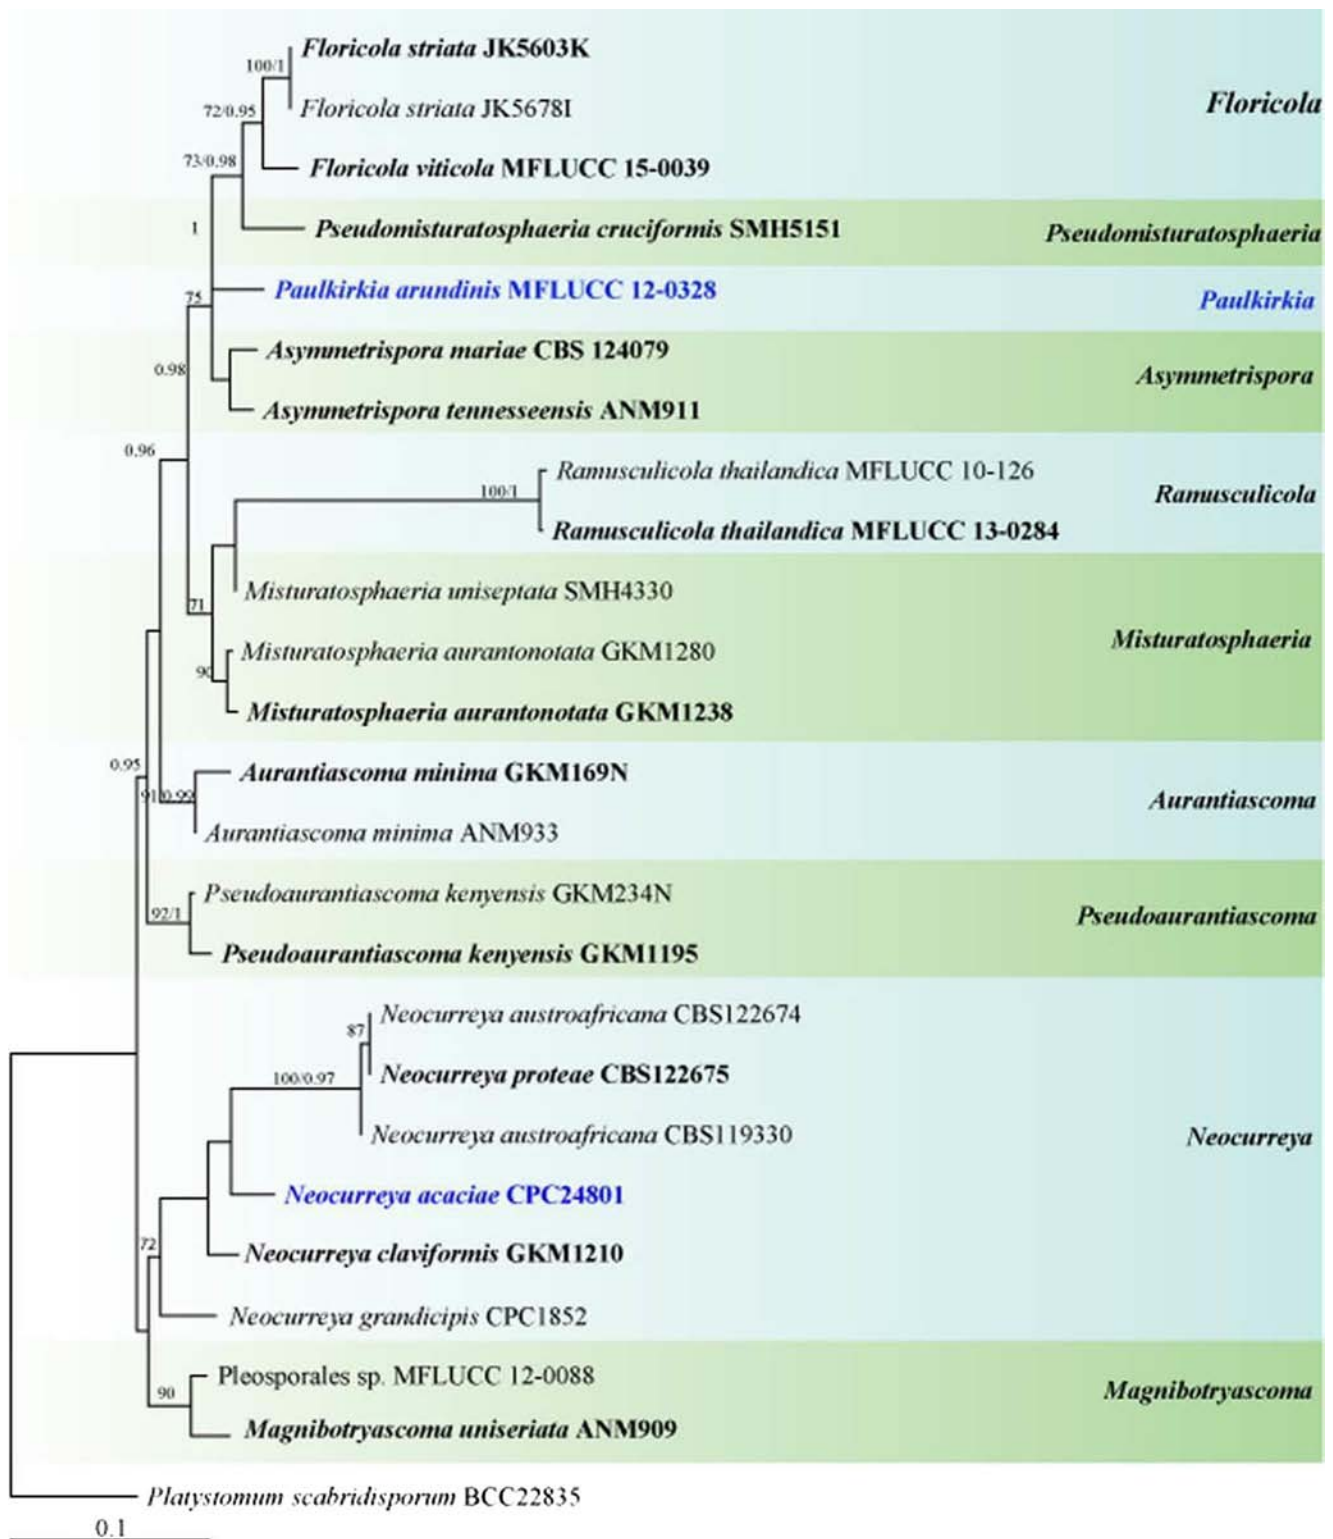 Floricola striata JK5603K
100/1
Floricola
72/0.95
Floricola striata JK5678I
73/0.98
Floricola viticola MFLUCC 15-0039
1
Pseudomisturatosphaeria cruciformis SMH5151
Pseudomisturatosphaeria
Paulkirkia arundinis MFLUCC 12-0328
Paulkirkia
75
Asymmetrispora mariae CBS 124079
0.98
Asymmetrispora
Asymmetrispora tennesseensis ANM911
0.96
Ramusculicola thailandica MFLUCC 10-126
100/1
Ramusculicola
Ramusculicola thailandica MFLUCC 13-0284
Misturatosphaeria uniseptata SMH4330
71
Misturatosphaeria
Misturatosphaeria aurantonotata GKM1280
90
Misturatosphaeria aurantonotata GKM1238
0.95
Aurantiascoma minima GKM169N
91/0.99
Aurantiascoma
Aurantiascoma minima ANM933
Pseudoaurantiascoma kenyensis GKM234N
92/1
Pseudoaurantiascoma
Pseudoaurantiascoma kenyensis GKM1195
Neocurreya austroafricana CBS122674
87
Neocurreya proteae CBS122675
100/0.97
Neocurreya austroafricana CBS119330
Neocurreya
Neocurreya acaciae CPC24801
72
Neocurreya claviformis GKM1210
Neocurreya grandicipis CPC1852
Pleosporales sp. MFLUCC 12-0088
90
Magnibotryascoma
Magnibotryascoma uniseriata ANM909
Platystomum scabridisporum BCC22835
0.1